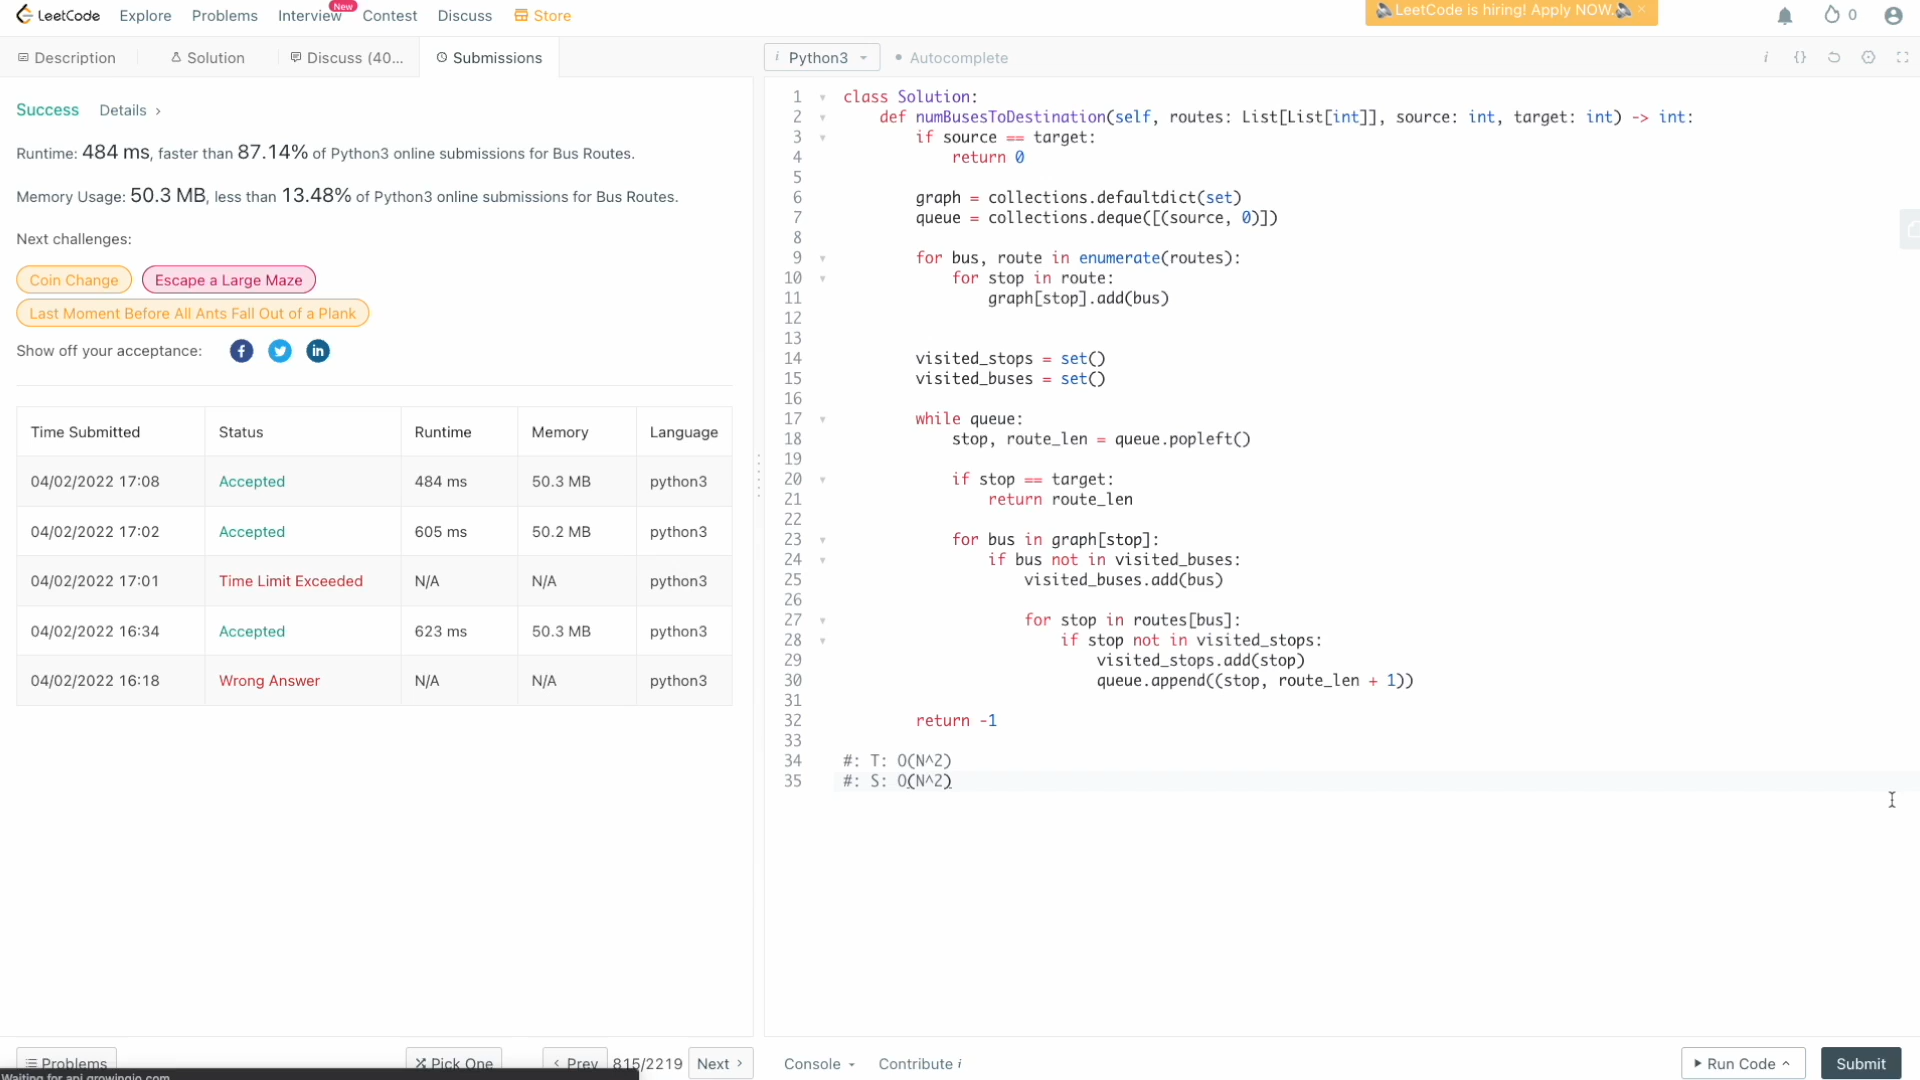 LeetCode Explore Problems Interview New Contest Discuss Store
LeetCode is hiring! Apply NOW. ×
0
Description Solution Discuss (40... Submissions
i Python3 Autocomplete
i {}
Success Details ›
Runtime: 484 ms, faster than 87.14% of Python3 online submissions for Bus Routes.
Memory Usage: 50.3 MB, less than 13.48% of Python3 online submissions for Bus Routes.
Next challenges:
Coin Change Escape a Large Maze
Last Moment Before All Ants Fall Out of a Plank
Show off your acceptance: f in
Time Submitted Status Runtime Memory Language
04/02/2022 17:08 Accepted 484 ms 50.3 MB python3
04/02/2022 17:02 Accepted 605 ms 50.2 MB python3
04/02/2022 17:01 Time Limit Exceeded N/A N/A python3
04/02/2022 16:34 Accepted 623 ms 50.3 MB python3
04/02/2022 16:18 Wrong Answer N/A N/A python3
1 class Solution:
2 def numBusesToDestination(self, routes: List[List[int]], source: int, target: int) -> int:
3 if source == target:
4 return 0
5
6 graph = collections.defaultdict(set)
7 queue = collections.deque([(source, 0)])
8
9 for bus, route in enumerate(routes):
10 for stop in route:
11 graph[stop].add(bus)
12
13
14 visited_stops = set()
15 visited_buses = set()
16
17 while queue:
18 stop, route_len = queue.popleft()
19
20 if stop == target:
21 return route_len
22
23 for bus in graph[stop]:
24 if bus not in visited_buses:
25 visited_buses.add(bus)
26
27 for stop in routes[bus]:
28 if stop not in visited_stops:
29 visited_stops.add(stop)
30 queue.append((stop, route_len + 1))
31
32 return -1
33
34 #: T: O(N^2)
35 #: S: O(N^2)
Problems Pick One ‹ Prev 815/2219 Next ›
Console Contribute i Run Code Submit
Waiting for api.growingio.com